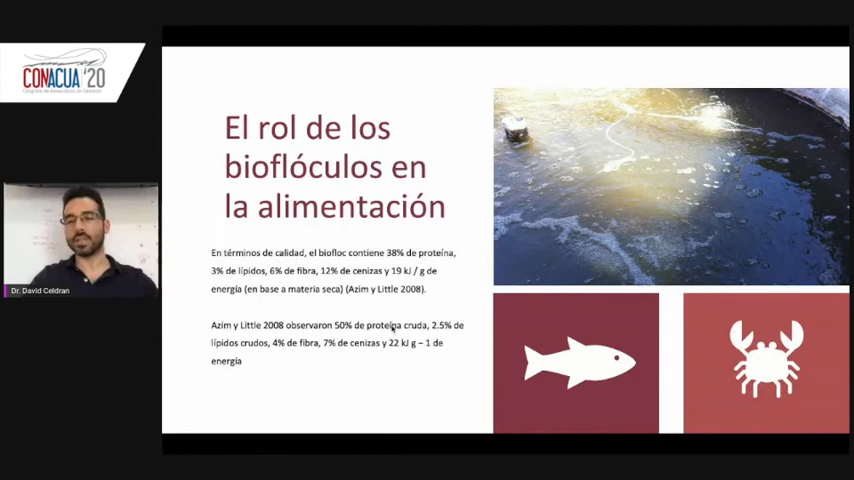 CONACUA '20
Congreso de Acuacultura de Camarón
Dr. David Celdran
El rol de los
bioflóculos en
la alimentación
En términos de calidad, el biofloc contiene 38% de proteína,
3% de lípidos, 6% de fibra, 12% de cenizas y 19 kJ / g de
energía (en base a materia seca) (Azim y Little 2008).
Azim y Little 2008 observaron 50% de proteína cruda, 2.5% de
lípidos crudos, 4% de fibra, 7% de cenizas y 22 kJ g – 1 de
energía